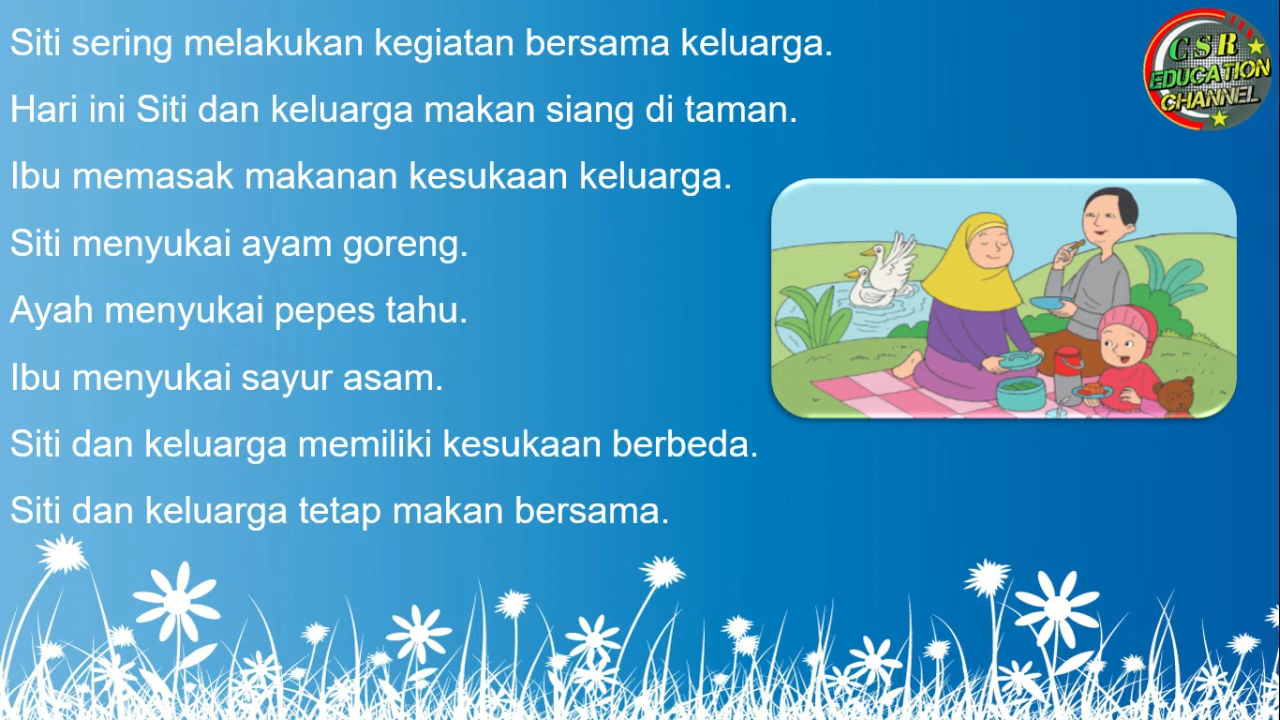 Siti sering melakukan kegiatan bersama keluarga.
Hari ini Siti dan keluarga makan siang di taman.
Ibu memasak makanan kesukaan keluarga.
Siti menyukai ayam goreng.
Ayah menyukai pepes tahu.
Ibu menyukai sayur asam.
Siti dan keluarga memiliki kesukaan berbeda.
Siti dan keluarga tetap makan bersama.
CSR
EDUCATION
CHANNEL